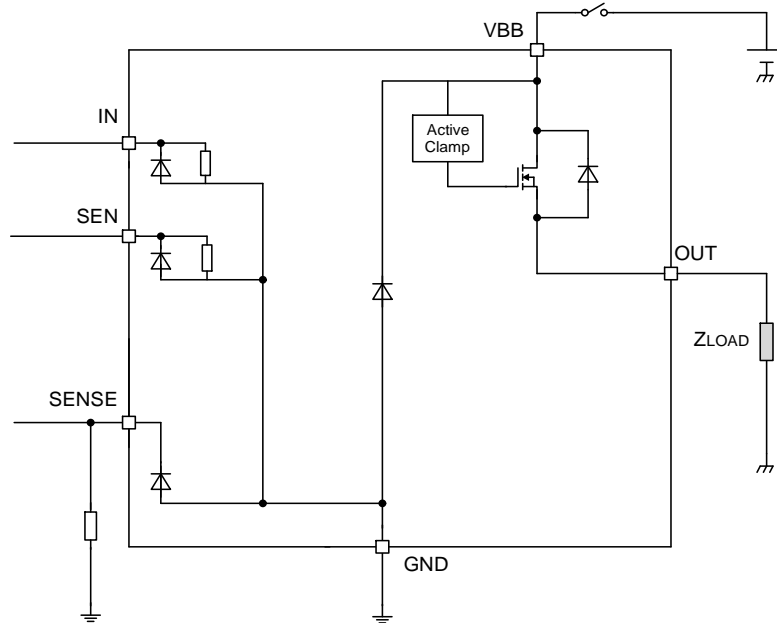 VBB
IN
Active
Clamp
SEN
OUT
ZLOAD
SENSE
GND